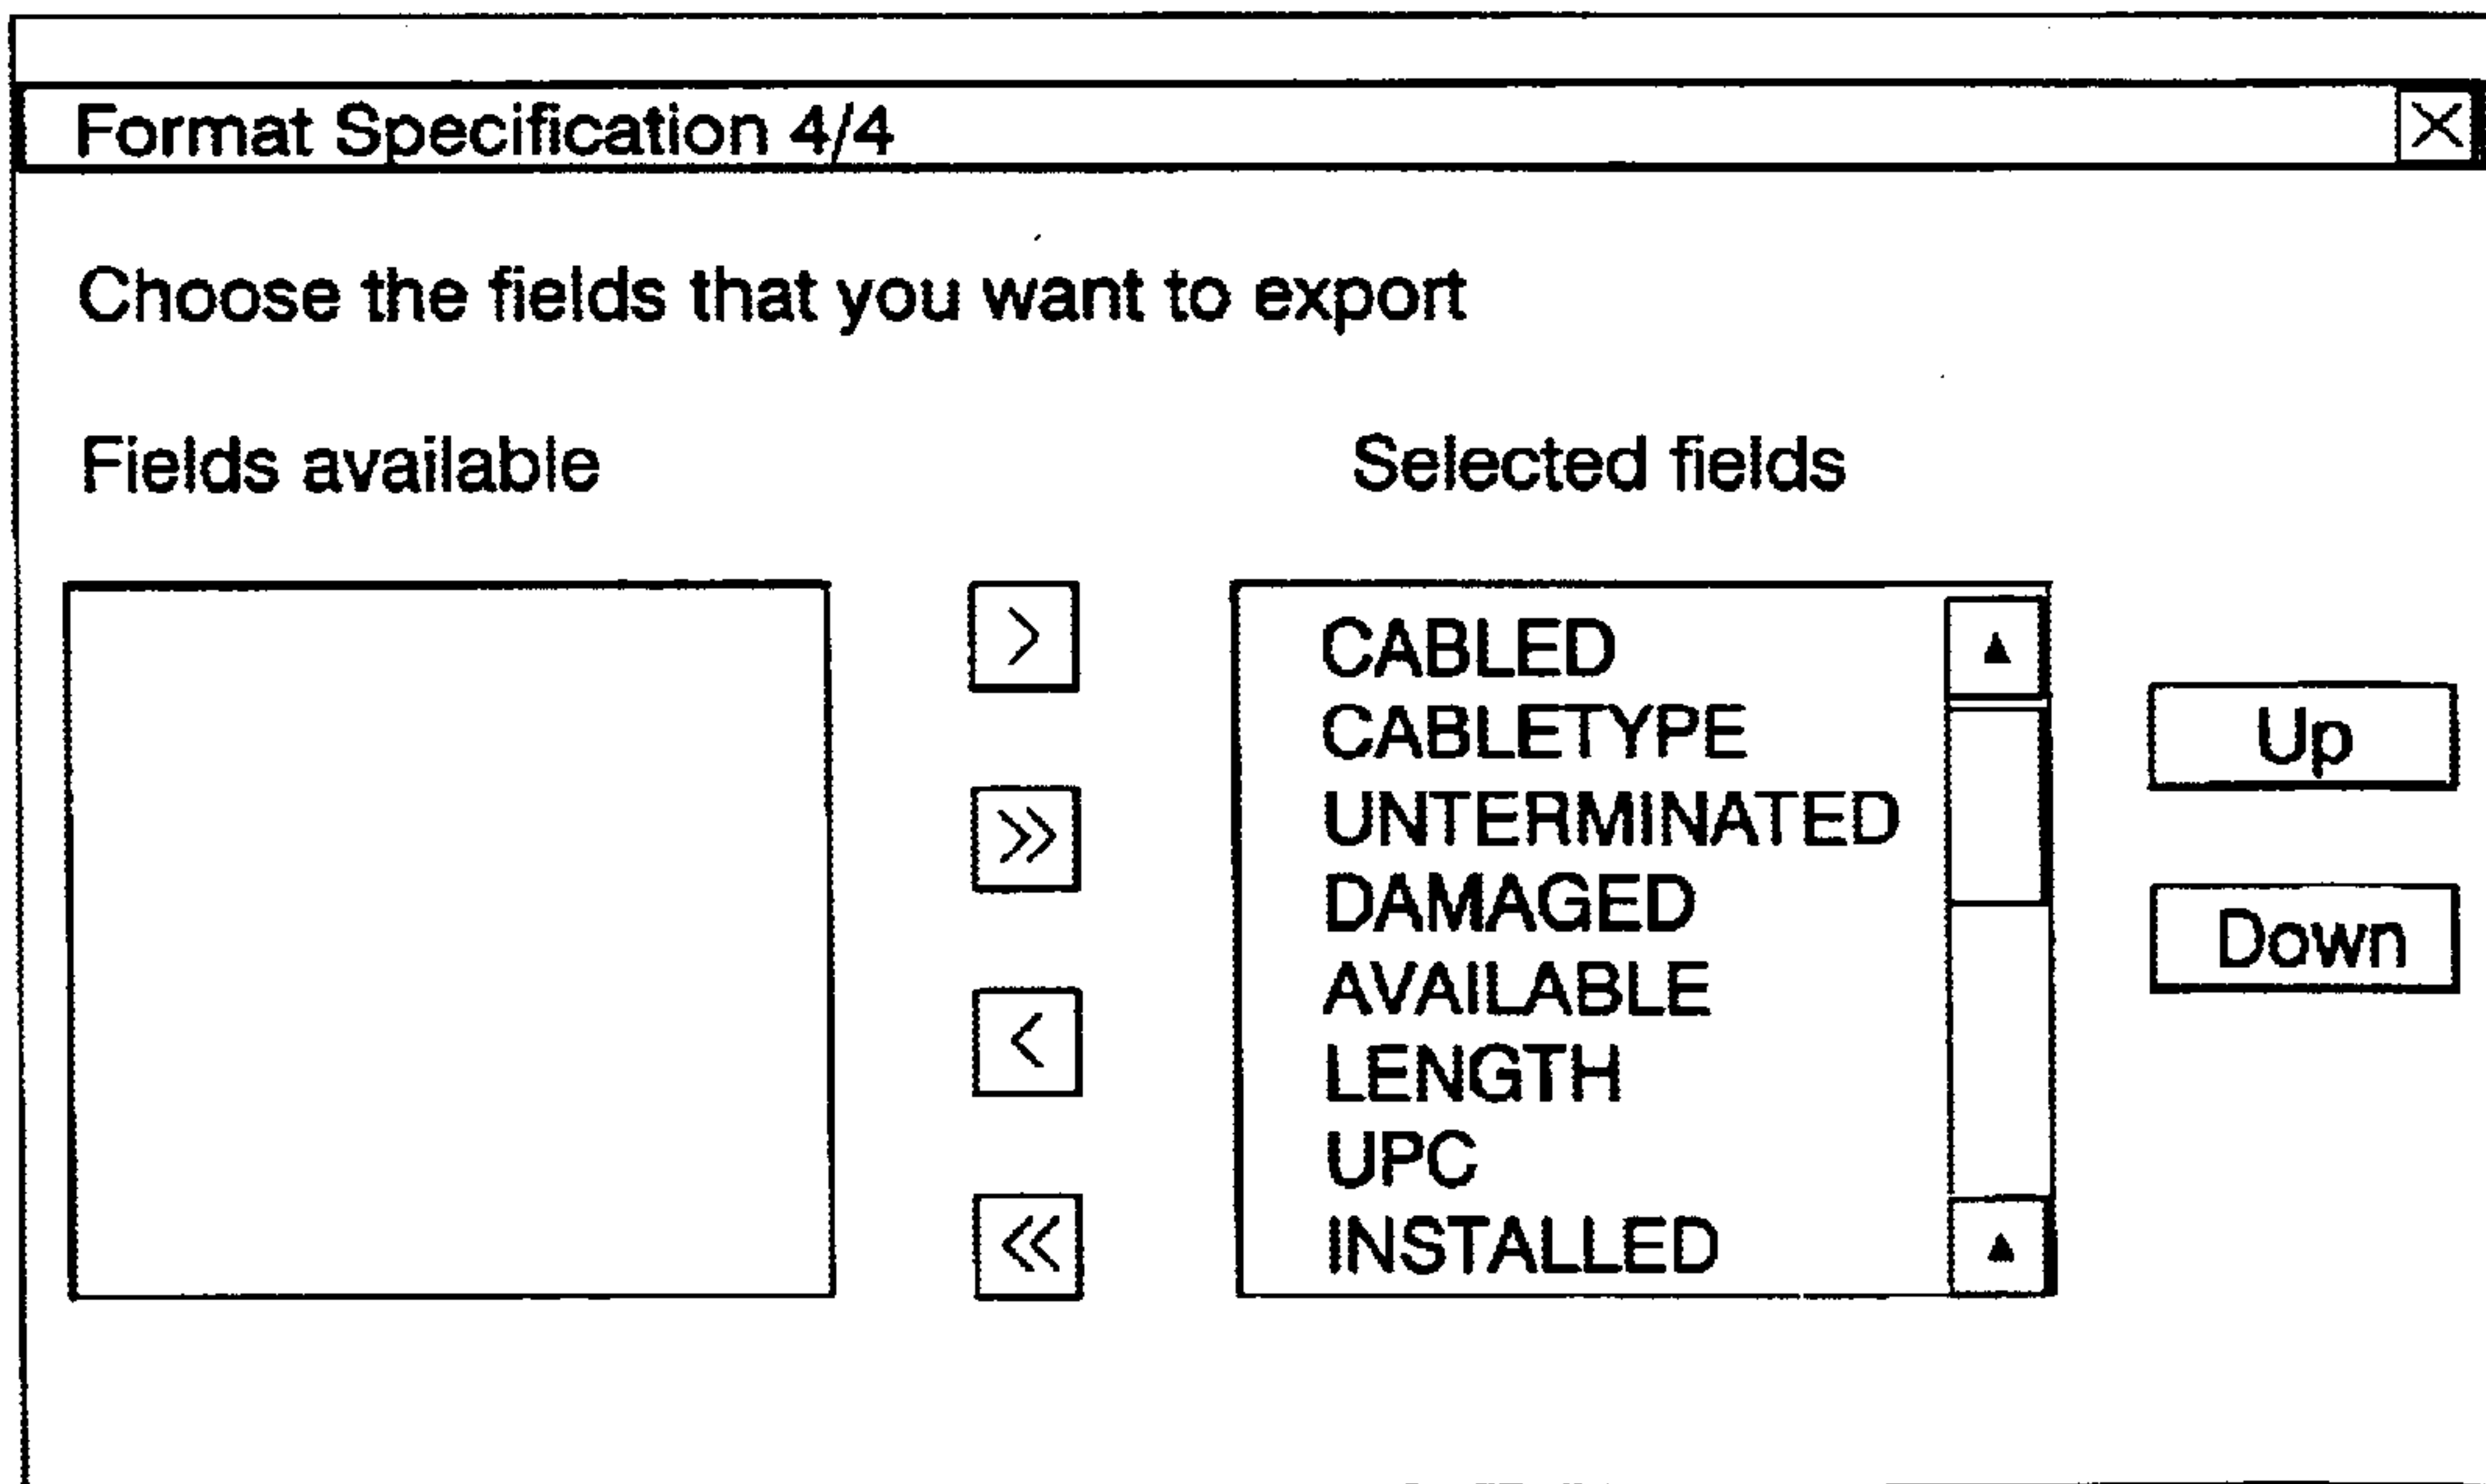 Format Specification 4/4
Choose the fields that you want to export
Fields available
Selected fields
>
>>
<
<<
CABLED
CABLETYPE
UNTERMINATED
DAMAGED
AVAILABLE
LENGTH
UPC
INSTALLED
Up
Down